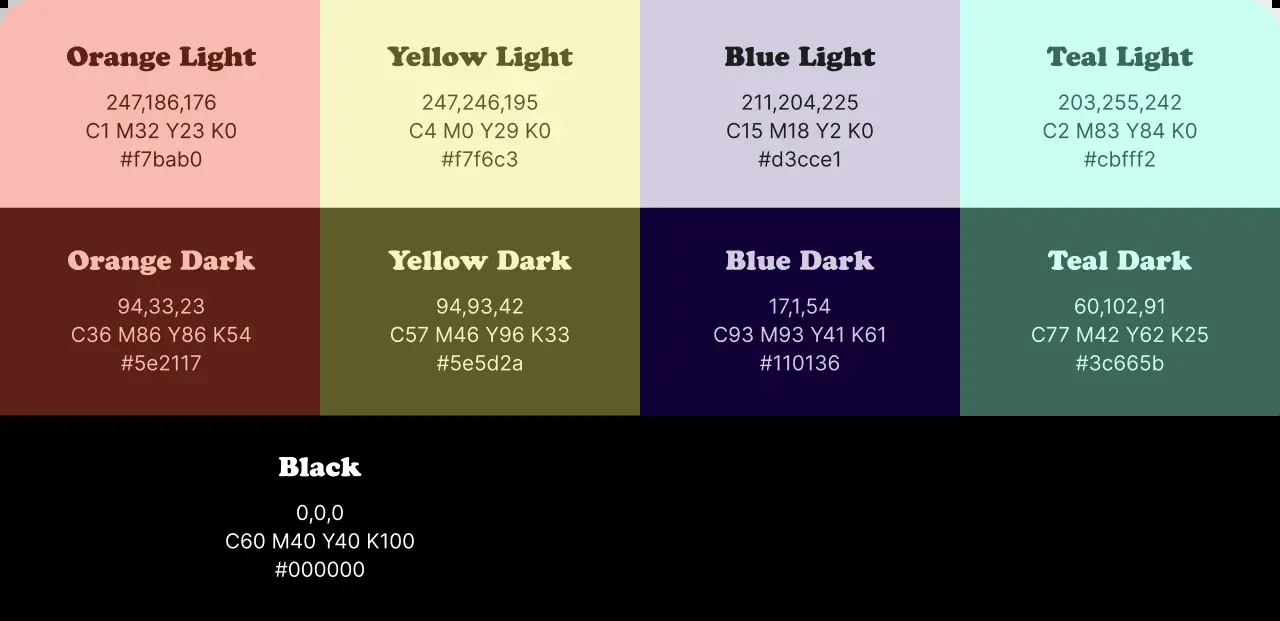 Orange Light
247,186,176
C1 M32 Y23 K0
#f7bab0
Yellow Light
247,246,195
C4 M0 Y29 K0
#f7f6c3
Blue Light
211,204,225
C15 M18 Y2 K0
#d3cce1
Teal Light
203,255,242
C2 M83 Y84 K0
#cbfff2
Orange Dark
94,33,23
C36 M86 Y86 K54
#5e2117
Yellow Dark
94,93,42
C57 M46 Y96 K33
#5e5d2a
Blue Dark
17,1,54
C93 M93 Y41 K61
#110136
Teal Dark
60,102,91
C77 M42 Y62 K25
#3c665b
Black
0,0,0
C60 M40 Y40 K100
#000000